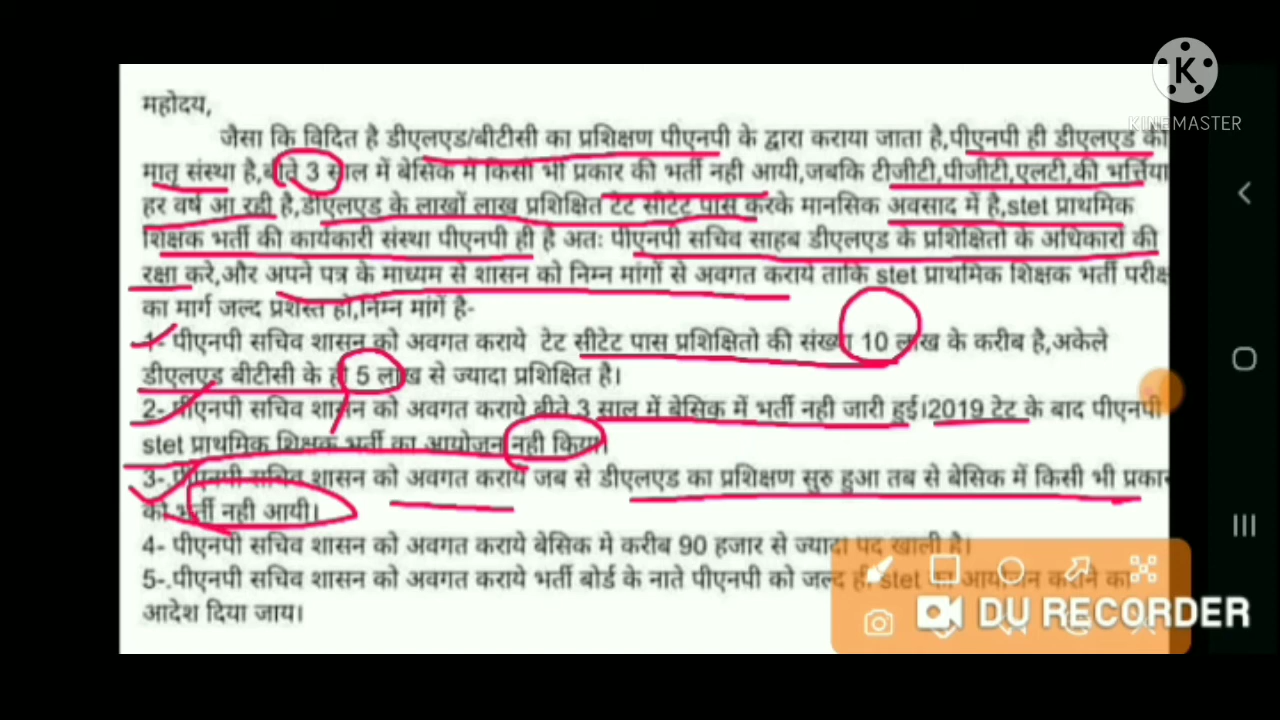 महोदय,
जैसा कि विदित है डीएलएड/बीटीसी का प्रशिक्षण पीएनपी के द्वारा कराया जाता है,पीएनपी ही डीएलएड की
मातृ संस्था है,बीते 3 साल में बेसिक में किसी भी प्रकार की भर्ती नही आयी,जबकि टीजीटी,पीजीटी,एलटी,की भर्त्तिया
हर वर्ष आ रही है,डीएलएड के लाखों लाख प्रशिक्षित टेट सीटेट पास करके मानसिक अवसाद में है,stet प्राथमिक
शिक्षक भर्ती की कार्यकारी संस्था पीएनपी ही है अतः पीएनपी सचिव साहब डीएलएड के प्रशिक्षितो के अधिकारो की
रक्षा करे,और अपने पत्र के माध्यम से शासन को निम्न मांगों से अवगत कराये ताकि stet प्राथमिक शिक्षक भर्ती परीक्ष
का मार्ग जल्द प्रशस्त हो,निम्न मांगें है-
1- पीएनपी सचिव शासन को अवगत कराये टेट सीटेट पास प्रशिक्षितो की संख्या 10 लाख के करीब है,अकेले
डीएलएड बीटीसी के ही 5 लाख से ज्यादा प्रशिक्षित है।
2- पीएनपी सचिव शासन को अवगत कराये बीते 3 साल में बेसिक में भर्ती नही जारी हुई।2019 टेट के बाद पीएनपी
stet प्राथमिक शिक्षक भर्ती का आयोजन नही किया।
3- पीएनपी सचिव शासन को अवगत कराये जब से डीएलएड का प्रशिक्षण सुरु हुआ तब से बेसिक में किसी भी प्रकार
की भर्ती नही आयी।
4- पीएनपी सचिव शासन को अवगत कराये बेसिक मे करीब 90 हजार से ज्यादा पद खाली है।
5-.पीएनपी सचिव शासन को अवगत कराये भर्ती बोर्ड के नाते पीएनपी को जल्द ही stet का आयोजन कराने का
आदेश दिया जाय।
KINEMASTER
DU RECORDER